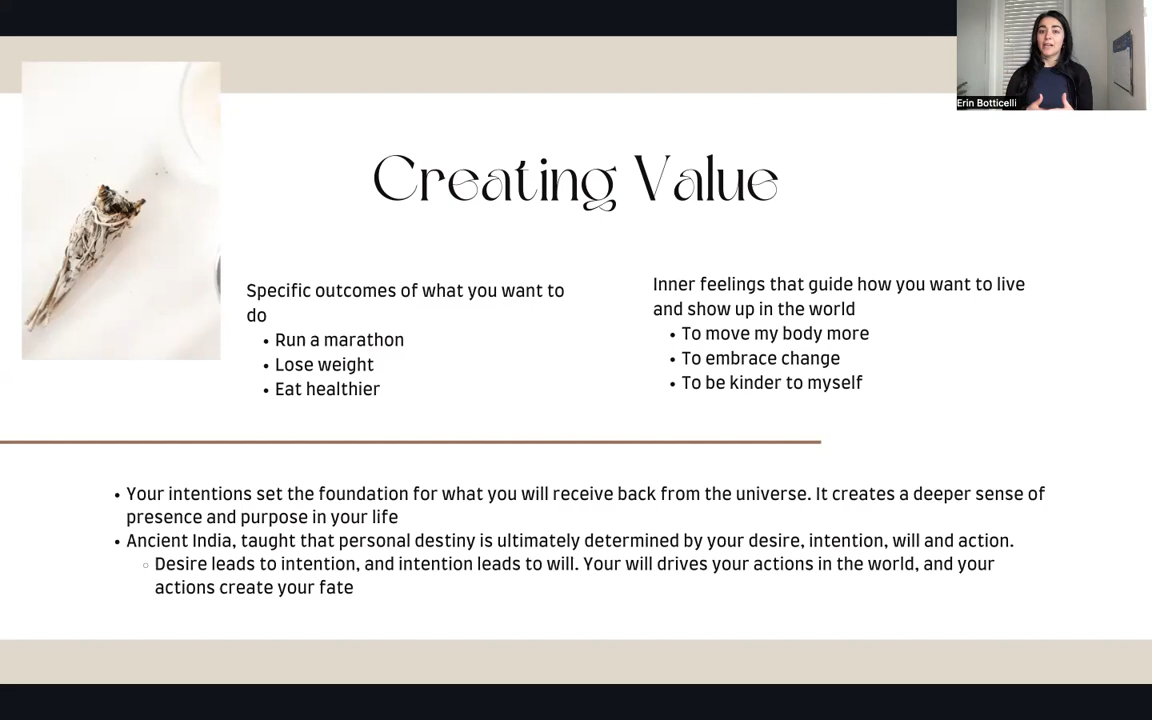 Erin Botticelli
Creating Value
Specific outcomes of what you want to
do
• Run a marathon
• Lose weight
• Eat healthier
Inner feelings that guide how you want to live
and show up in the world
• To move my body more
• To embrace change
• To be kinder to myself
• Your intentions set the foundation for what you will receive back from the universe. It creates a deeper sense of
presence and purpose in your life
• Ancient India, taught that personal destiny is ultimately determined by your desire, intention, will and action.
○ Desire leads to intention, and intention leads to will. Your will drives your actions in the world, and your
actions create your fate